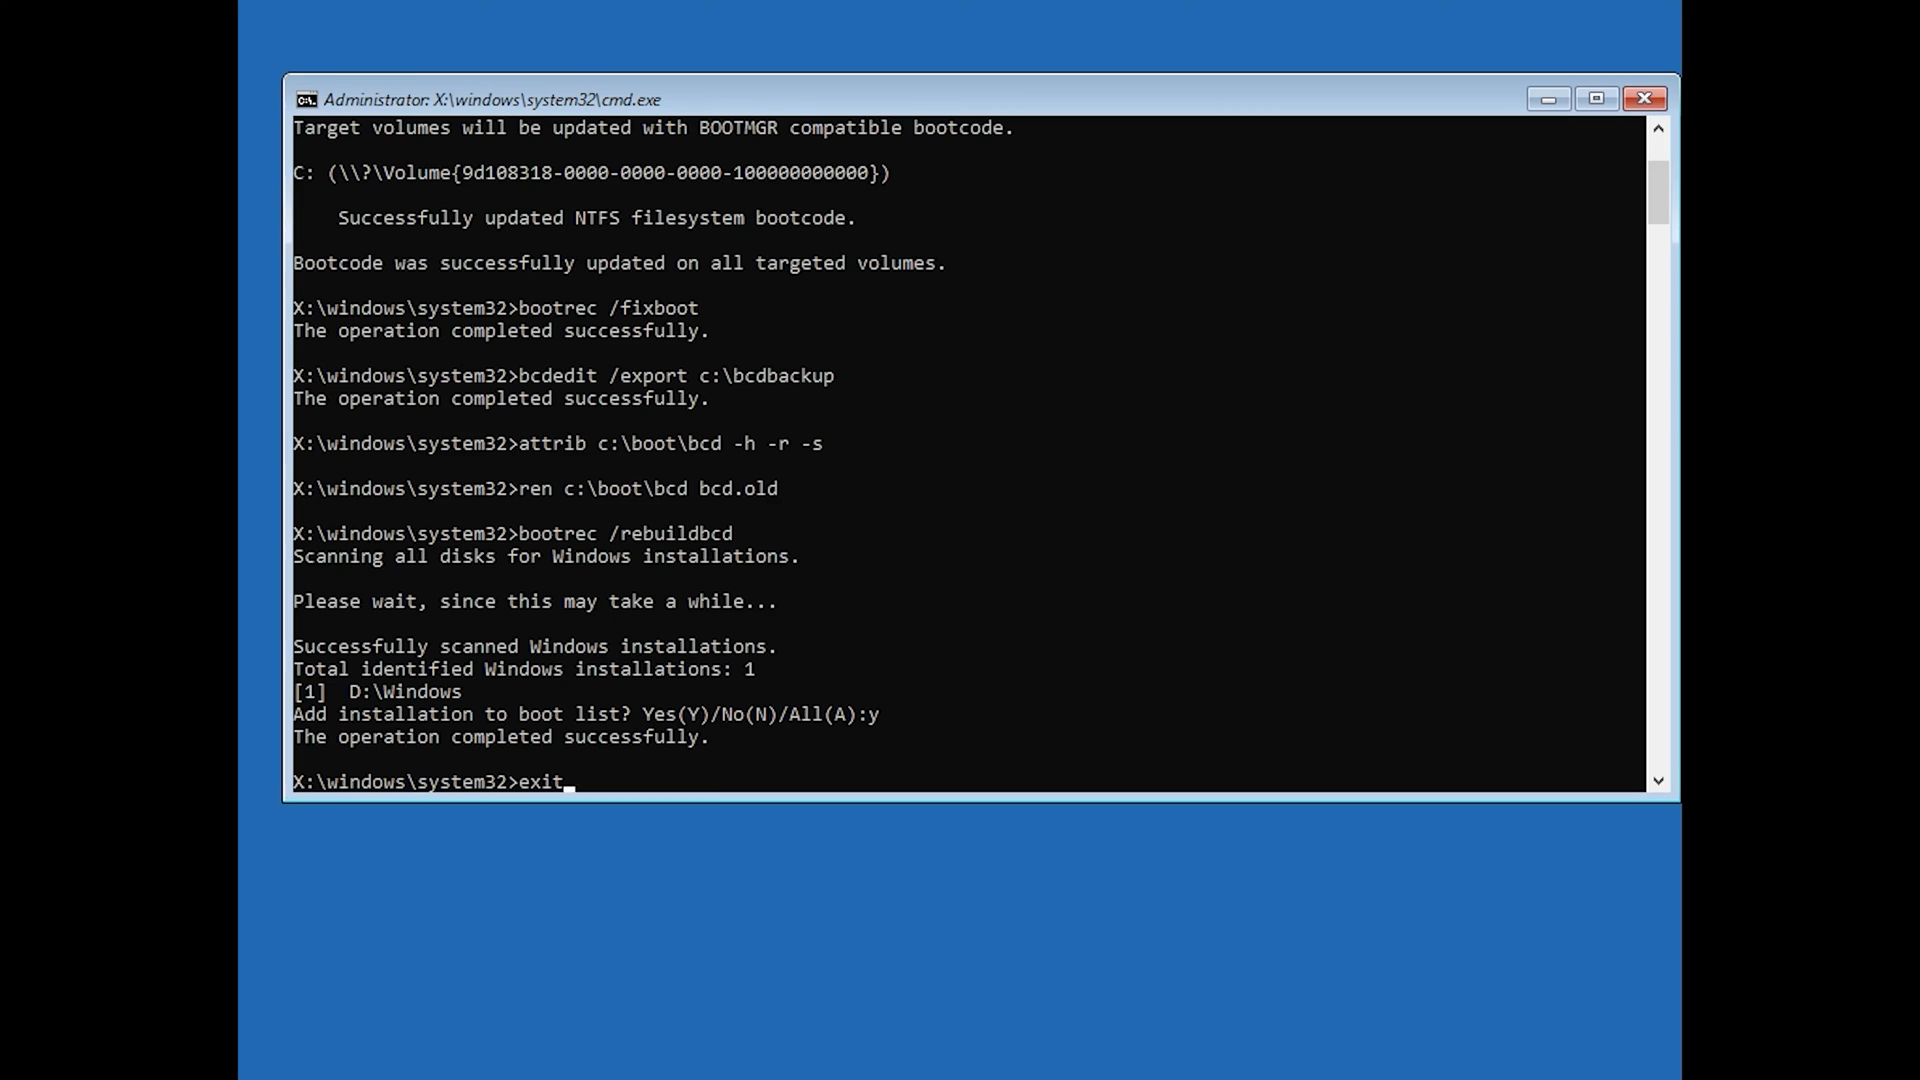 Administrator: X:\windows\system32\cmd.exe
Target volumes will be updated with BOOTMGR compatible bootcode.
C: (\\?\Volume{9d108318-0000-0000-0000-100000000000})
Successfully updated NTFS filesystem bootcode.
Bootcode was successfully updated on all targeted volumes.
X:\windows\system32>bootrec /fixboot
The operation completed successfully.
X:\windows\system32>bcdedit /export c:\bcdbackup
The operation completed successfully.
X:\windows\system32>attrib c:\boot\bcd -h -r -s
X:\windows\system32>ren c:\boot\bcd bcd.old
X:\windows\system32>bootrec /rebuildbcd
Scanning all disks for Windows installations.
Please wait, since this may take a while...
Successfully scanned Windows installations.
Total identified Windows installations: 1
[1]  D:\Windows
Add installation to boot list? Yes(Y)/No(N)/All(A):y
The operation completed successfully.
X:\windows\system32>exit